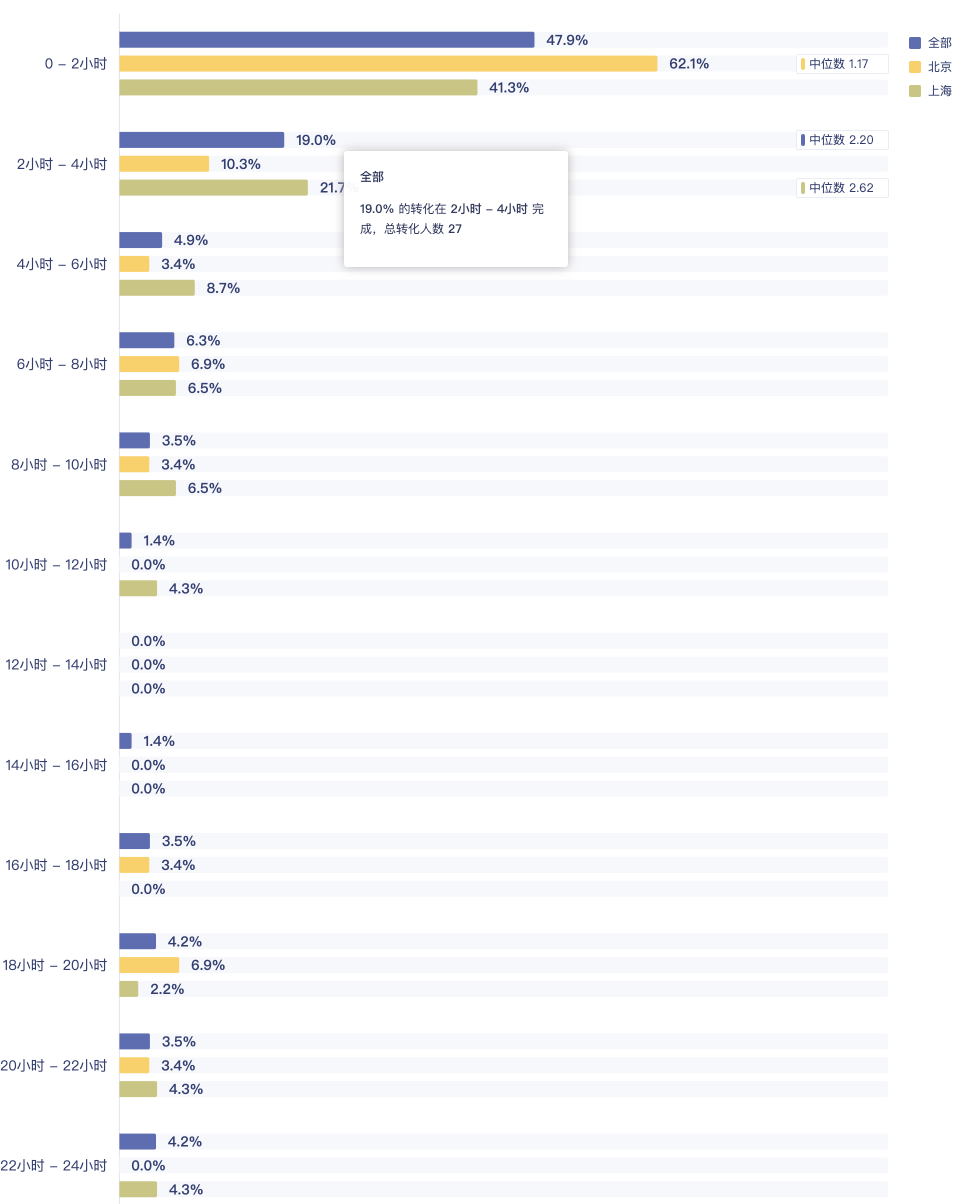 47.9%
0 – 2小时
62.1%
中位数 1.17
41.3%
全部
北京
上海
19.0%
中位数 2.20
2小时 – 4小时
10.3%
21.7
中位数 2.62
全部
19.0% 的转化在 2小时 – 4小时 完
成，总转化人数 27
4.9%
4小时 – 6小时
3.4%
8.7%
6.3%
6小时 – 8小时
6.9%
6.5%
3.5%
8小时 – 10小时
3.4%
6.5%
1.4%
10小时 – 12小时
0.0%
4.3%
0.0%
12小时 – 14小时
0.0%
0.0%
1.4%
14小时 – 16小时
0.0%
0.0%
3.5%
16小时 – 18小时
3.4%
0.0%
4.2%
18小时 – 20小时
6.9%
2.2%
3.5%
20小时 – 22小时
3.4%
4.3%
4.2%
22小时 – 24小时
0.0%
4.3%